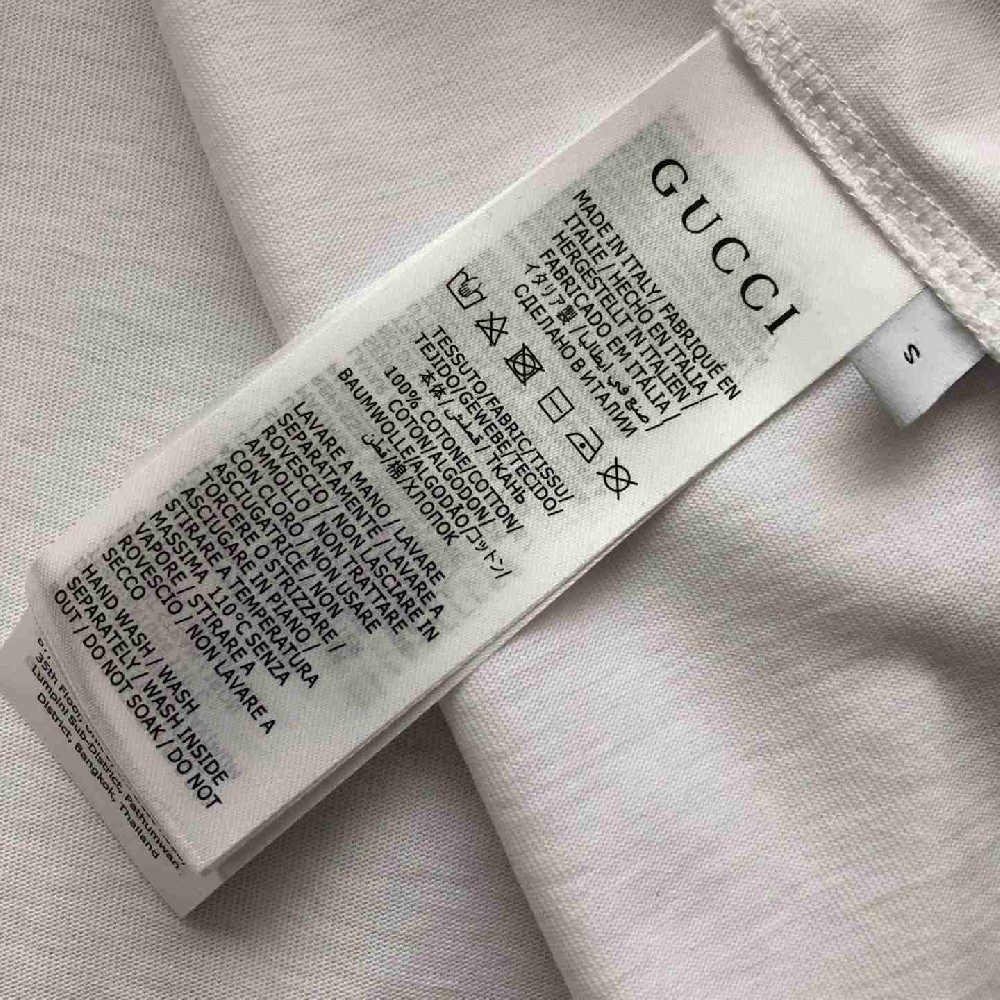 GUCCI
MADE IN ITALY/ FABRIQUÉ EN
ITALIE / HECHO EN ITALIA /
HERGESTELLT IN ITALIEN /
FABRICADO EM ITALIA /
イタリア製 / صنع في ايطاليا /
СДЕЛАНО В ИТАЛИИ
S
TESSUTO/FABRIC/TISSU/
TEJIDO/GEWEBE/TECIDO/
本体/ قماش/ ТКАНЬ
100% COTONE/COTTON/
COTON/ALGODON/
BAUMWOLLE/ALGODÃO/コットン/
قطن/棉/ХЛОПОК
LAVARE A MANO / LAVARE
SEPARATAMENTE / LAVARE A
ROVESCIO / NON LASCIARE IN
AMMOLLO / NON TRATTARE
CON CLORO / NON USARE
ASCIUGATRICE / NON
TORCERE O STRIZZARE /
ASCIUGARE IN PIANO /
STIRARE A TEMPERATURA
MASSIMA 110°C SENZA
VAPORE / STIRARE A
ROVESCIO / NON LAVARE A
SECCO
HAND WASH / WASH
SEPARATELY / WASH INSIDE
OUT / DO NOT SOAK / DO NOT
35th Floor,
Lumpini Sub-District, Pathumwan
District, Bangkok, Thailand